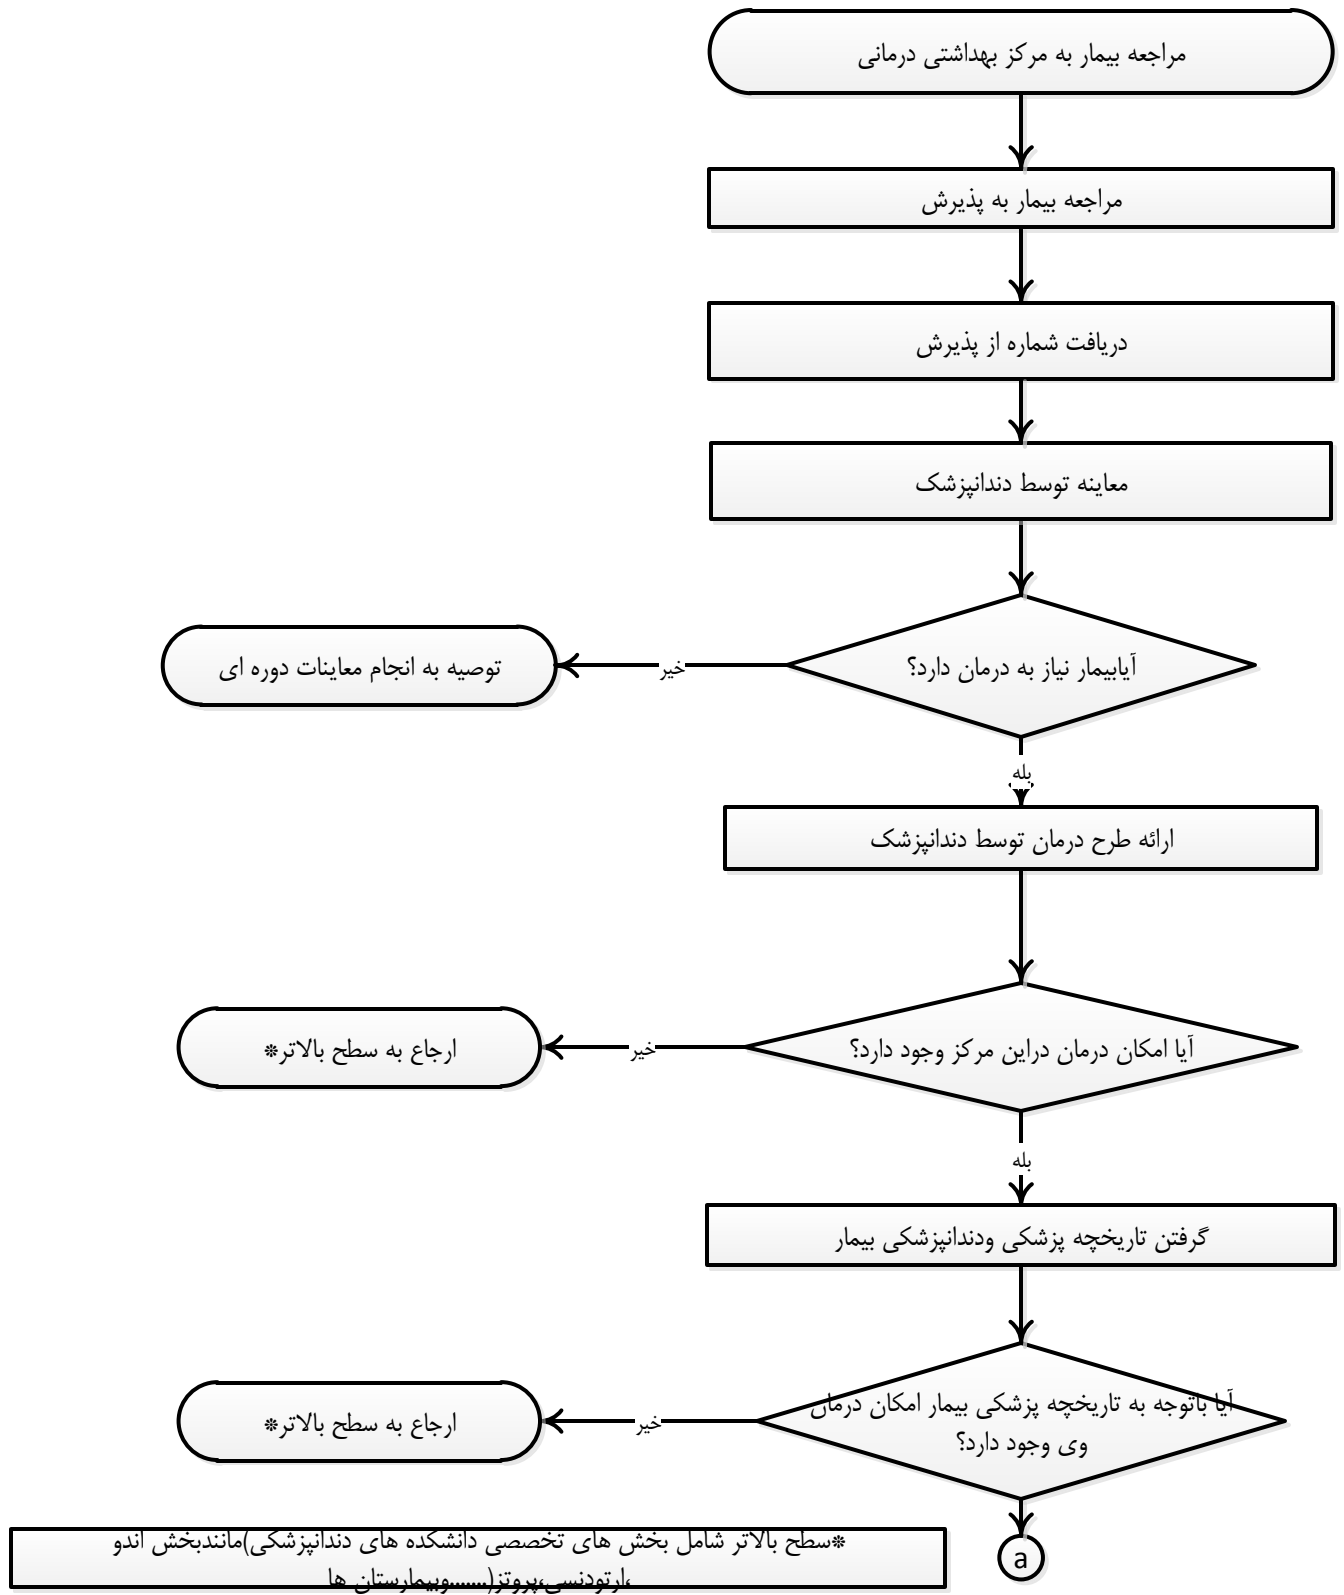 مراجعه بیمار به مرکز بهداشتی درمانی
مراجعه بیمار به پذیرش
دریافت شماره از پذیرش
معاینه توسط دندانپزشک
آیابیمار نیاز به درمان دارد؟
خیر
توصیه به انجام معاینات دوره ای
بله
ارائه طرح درمان توسط دندانپزشک
آیا امکان درمان دراین مرکز وجود دارد؟
خیر
ارجاع به سطح بالاتر*
بله
گرفتن تاریخچه پزشکی ودندانپزشکی بیمار
آیا باتوجه به تاریخچه پزشکی بیمار امکان درمان
وی وجود دارد؟
خیر
ارجاع به سطح بالاتر*
a
*سطح بالاتر شامل بخش های تخصصی دانشکده های دندانپزشکی)مانندبخش اندو
،ارتودنسی،پروتز(.......وبیمارستان ها